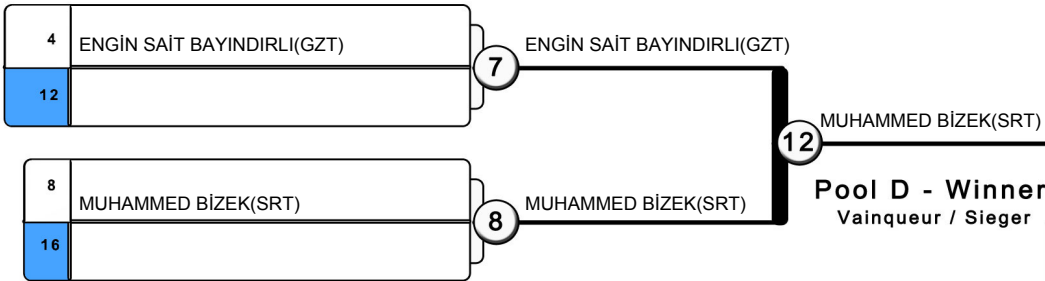 4 ENGİN SAİT BAYINDIRLI(GZT)
12
7 ENGİN SAİT BAYINDIRLI(GZT)
8 MUHAMMED BİZEK(SRT)
16
8 MUHAMMED BİZEK(SRT)
12 MUHAMMED BİZEK(SRT)
Pool D - Winner
Vainqueur / Sieger